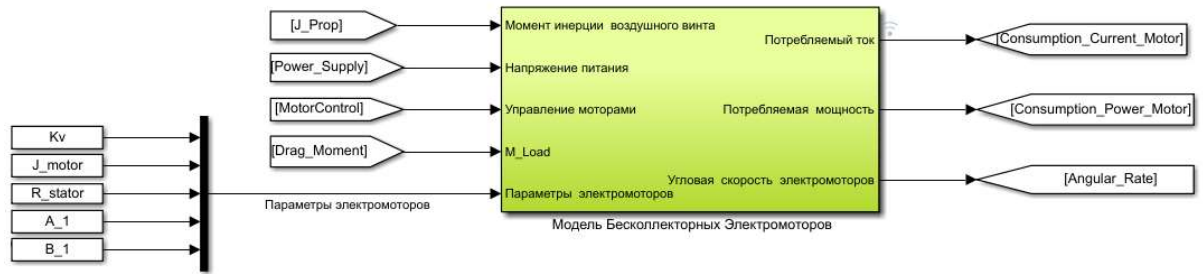 [J_Prop]
[Power_Supply]
[MotorControl]
[Drag_Moment]
Kv
J_motor
R_stator
A_1
B_1
Параметры электромоторов
Момент инерции воздушного винта
Напряжение питания
Управление моторами
M_Load
Параметры электромоторов
Потребляемый ток
Потребляемая мощность
Угловая скорость электромоторов
Модель Бесколлекторных Электромоторов
[Consumption_Current_Motor]
[Consumption_Power_Motor]
[Angular_Rate]